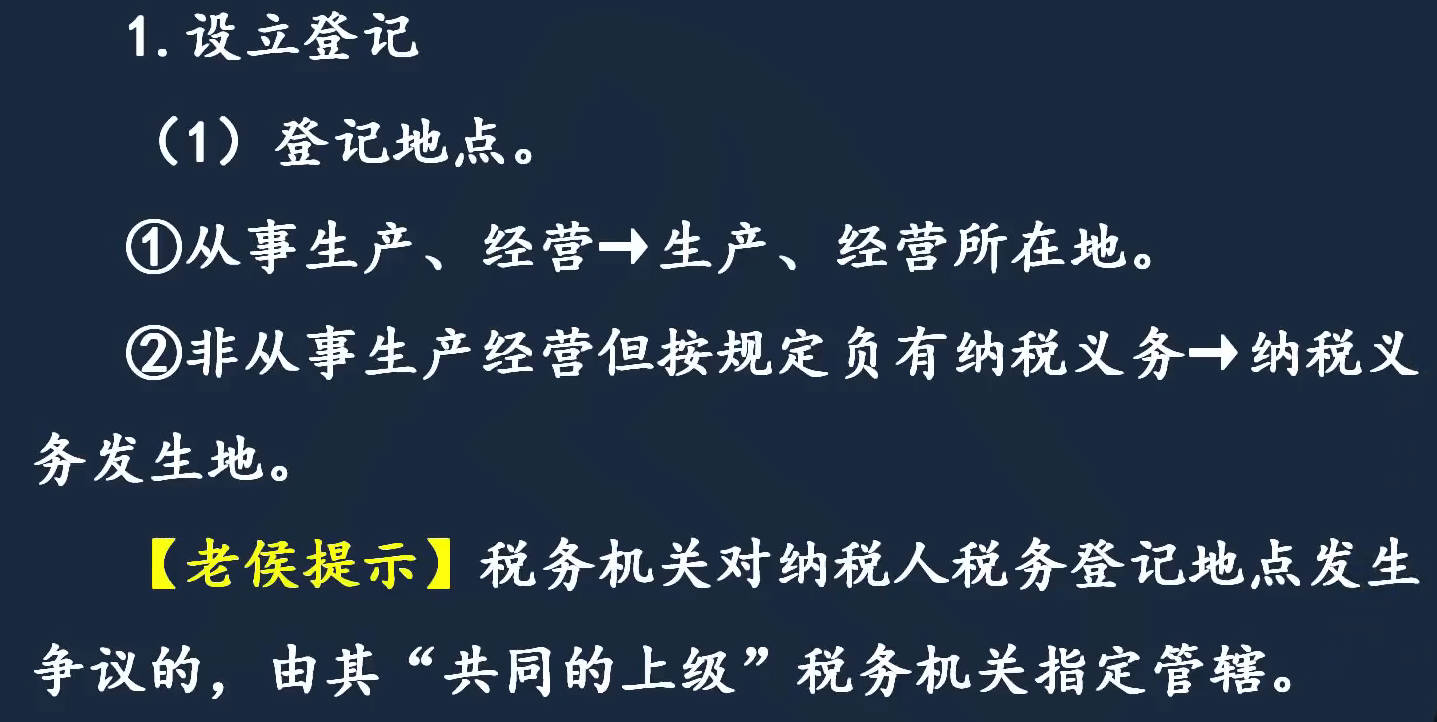 1.设立登记
（1）登记地点。
①从事生产、经营→生产、经营所在地。
②非从事生产经营但按规定负有纳税义务→纳税义
务发生地。
【老侯提示】税务机关对纳税人税务登记地点发生
争议的，由其“共同的上级”税务机关指定管辖。